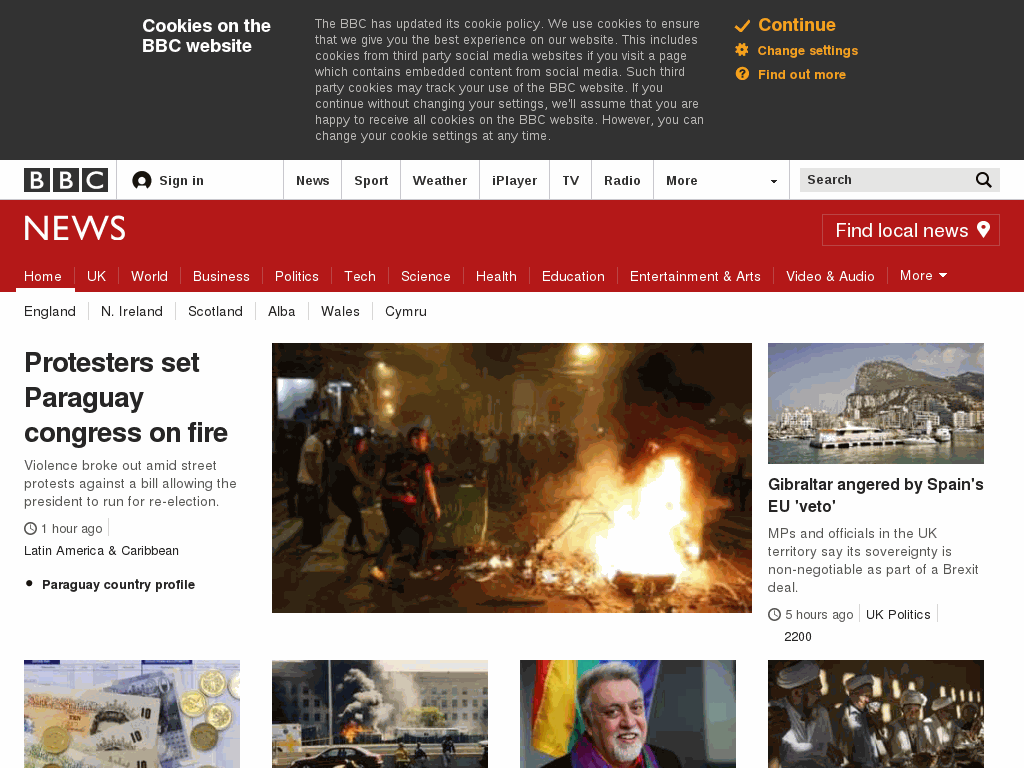 Cookies on the
BBC website
The BBC has updated its cookie policy. We use cookies to ensure
that we give you the best experience on our website. This includes
cookies from third party social media websites if you visit a page
which contains embedded content from social media. Such third
party cookies may track your use of the BBC website. If you
continue without changing your settings, we'll assume that you are
happy to receive all cookies on the BBC website. However, you can
change your cookie settings at any time.
Continue
Change settings
Find out more
BBC Sign in News Sport Weather iPlayer TV Radio More Search
NEWS Find local news
Home UK World Business Politics Tech Science Health Education Entertainment & Arts Video & Audio More
England N. Ireland Scotland Alba Wales Cymru
Protesters set
Paraguay
congress on fire
Violence broke out amid street
protests against a bill allowing the
president to run for re-election.
1 hour ago
Latin America & Caribbean
Paraguay country profile
Gibraltar angered by Spain's
EU 'veto'
MPs and officials in the UK
territory say its sovereignty is
non-negotiable as part of a Brexit
deal.
5 hours ago UK Politics
2200